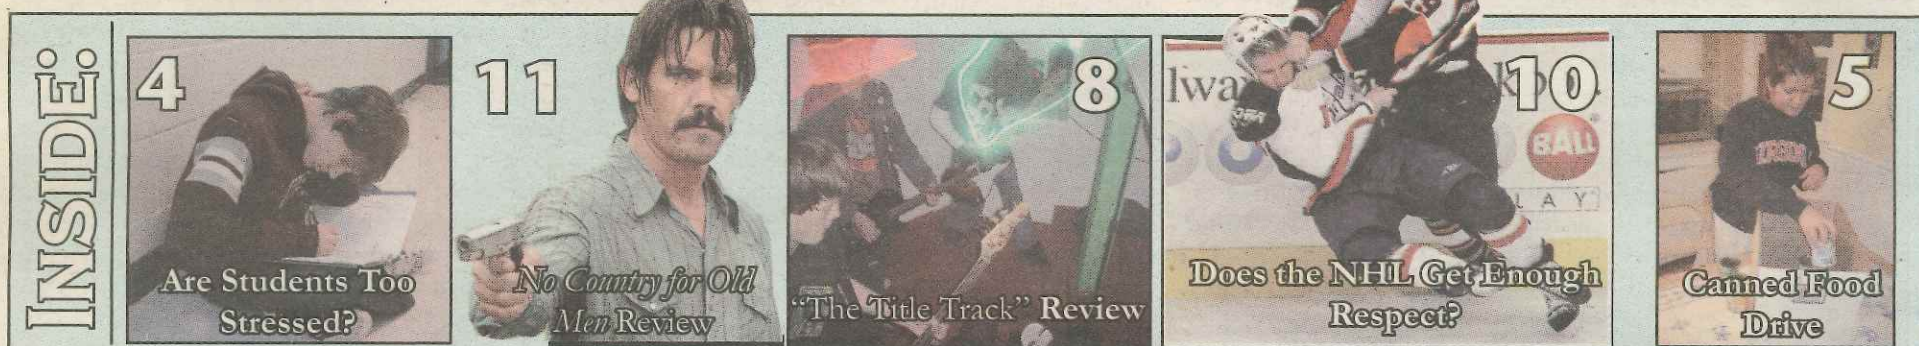 INSIDE:
4
Are Students Too
Stressed?
11
No Country for Old
Men Review
8
"The Title Track" Review
10
BALL
LAY
Does the NHL Get Enough
Respect?
5
Canned Food
Drive